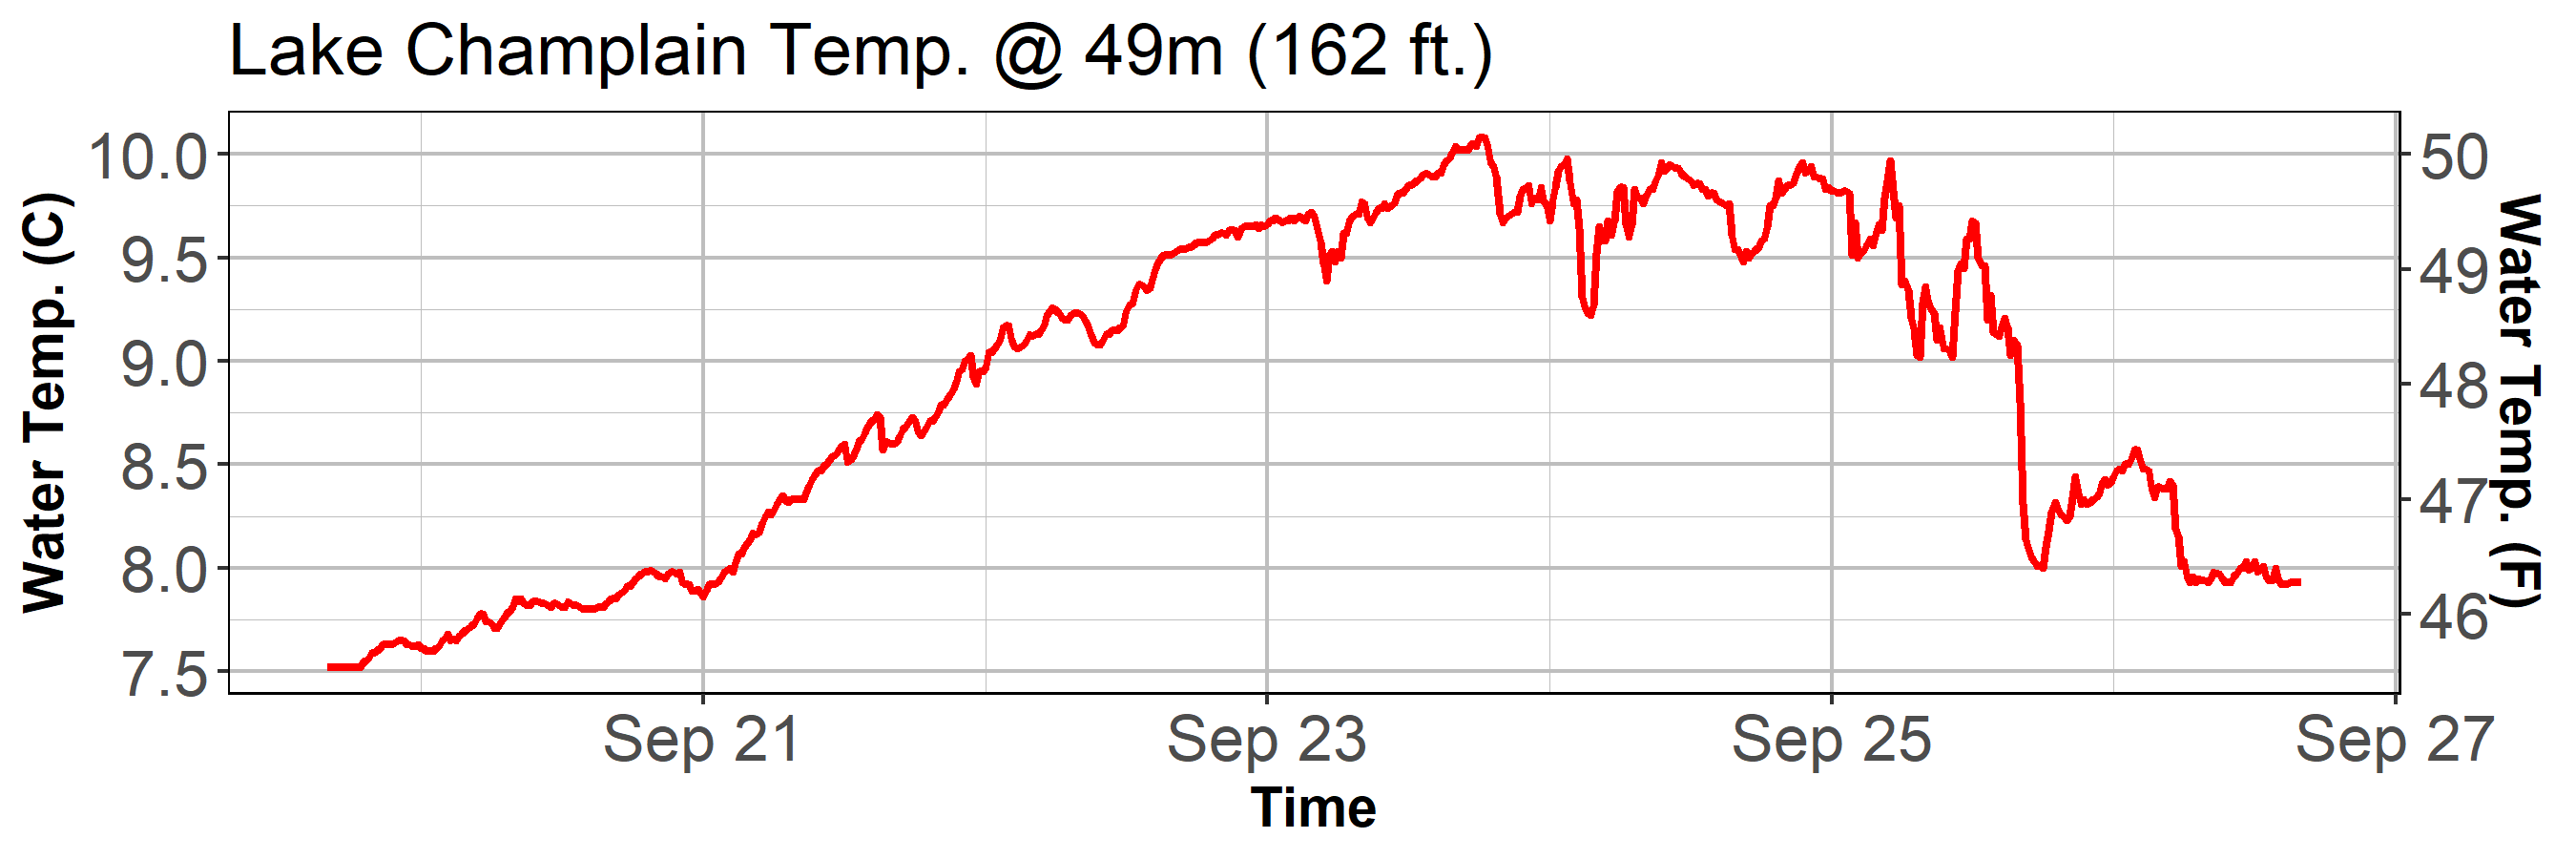 Lake Champlain Temp. @ 49m (162 ft.)
Water Temp. (C)
10.0
9.5
9.0
8.5
8.0
7.5
50
49
48
47
46
Water Temp. (F)
Sep 21 Sep 23 Sep 25 Sep 27
Time